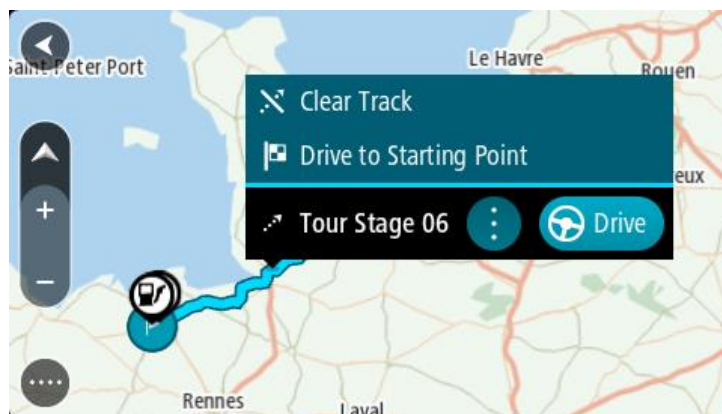 Saint Peter Port
Le Havre
Rouen
Clear Track
Drive to Starting Point
eux
Tour Stage 06
Drive
+
−
Rennes
Laval